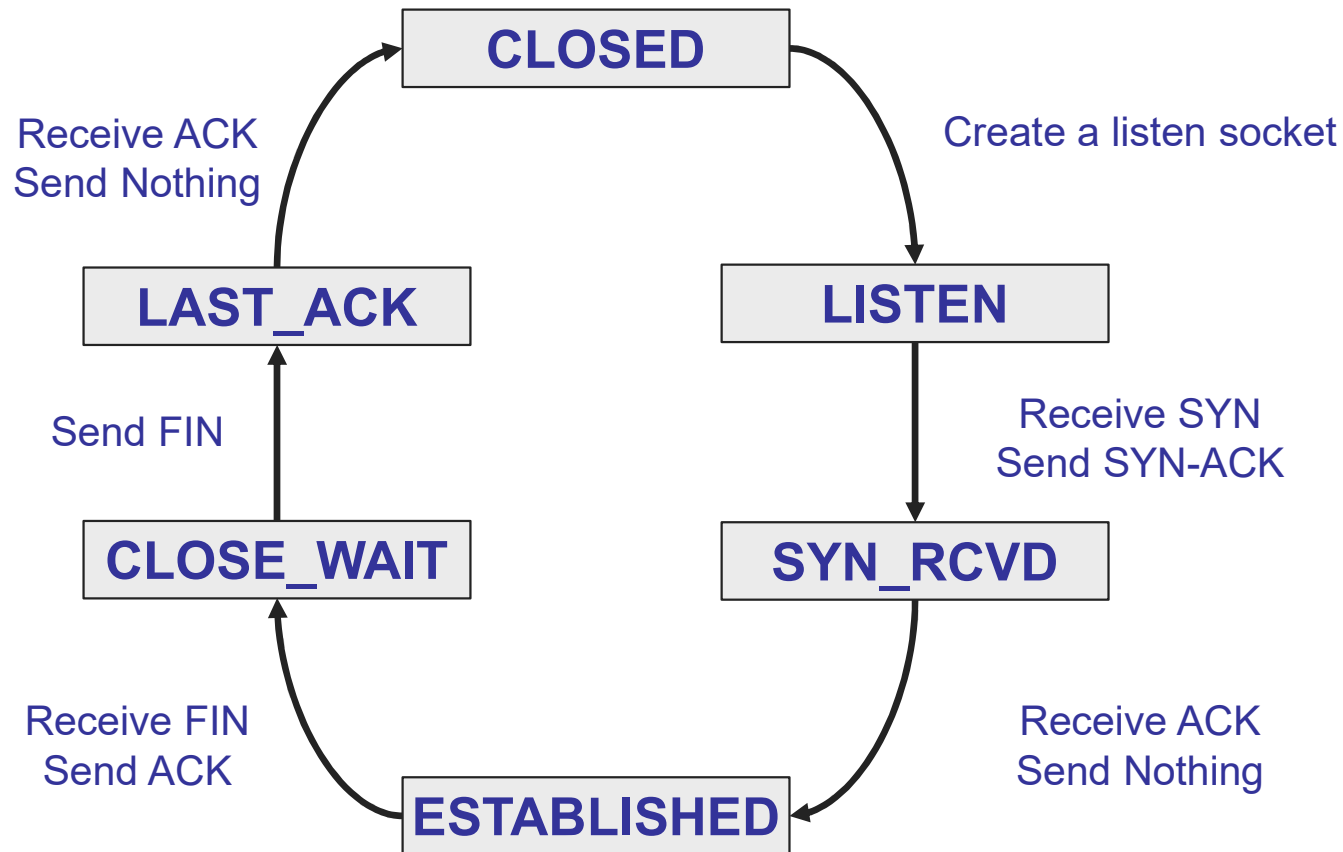 CLOSED
Receive ACK
Send Nothing
Create a listen socket
LAST_ACK
LISTEN
Send FIN
Receive SYN
Send SYN-ACK
CLOSE_WAIT
SYN_RCVD
Receive FIN
Send ACK
Receive ACK
Send Nothing
ESTABLISHED